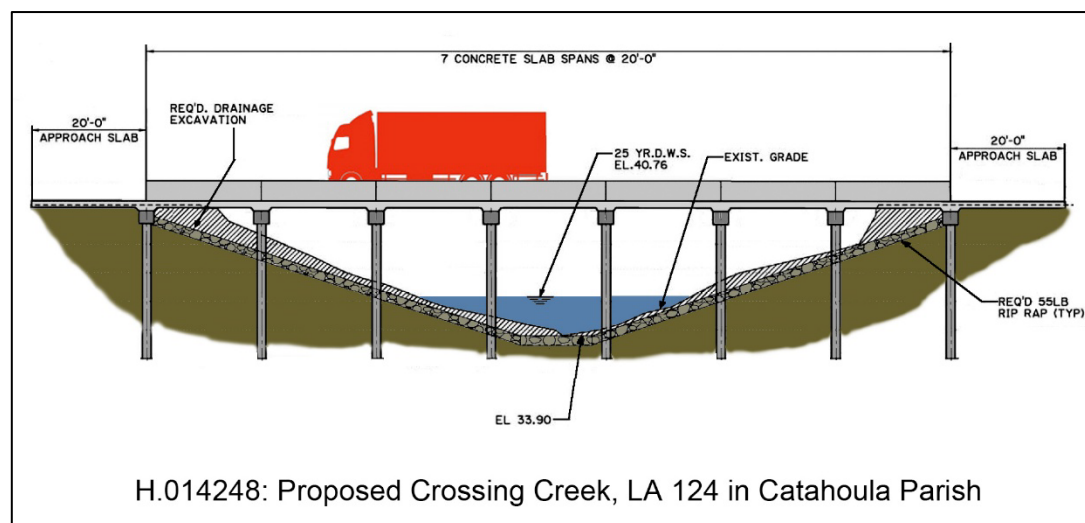 7 CONCRETE SLAB SPANS @ 20'-0"
REQ'D. DRAINAGE
EXCAVATION
20'-0"
APPROACH SLAB
25 YR.D.W.S.
EL.40.76
EXIST. GRADE
20'-0"
APPROACH SLAB
REQ'D 55LB
RIP RAP (TYP)
EL 33.90
H.014248: Proposed Crossing Creek, LA 124 in Catahoula Parish